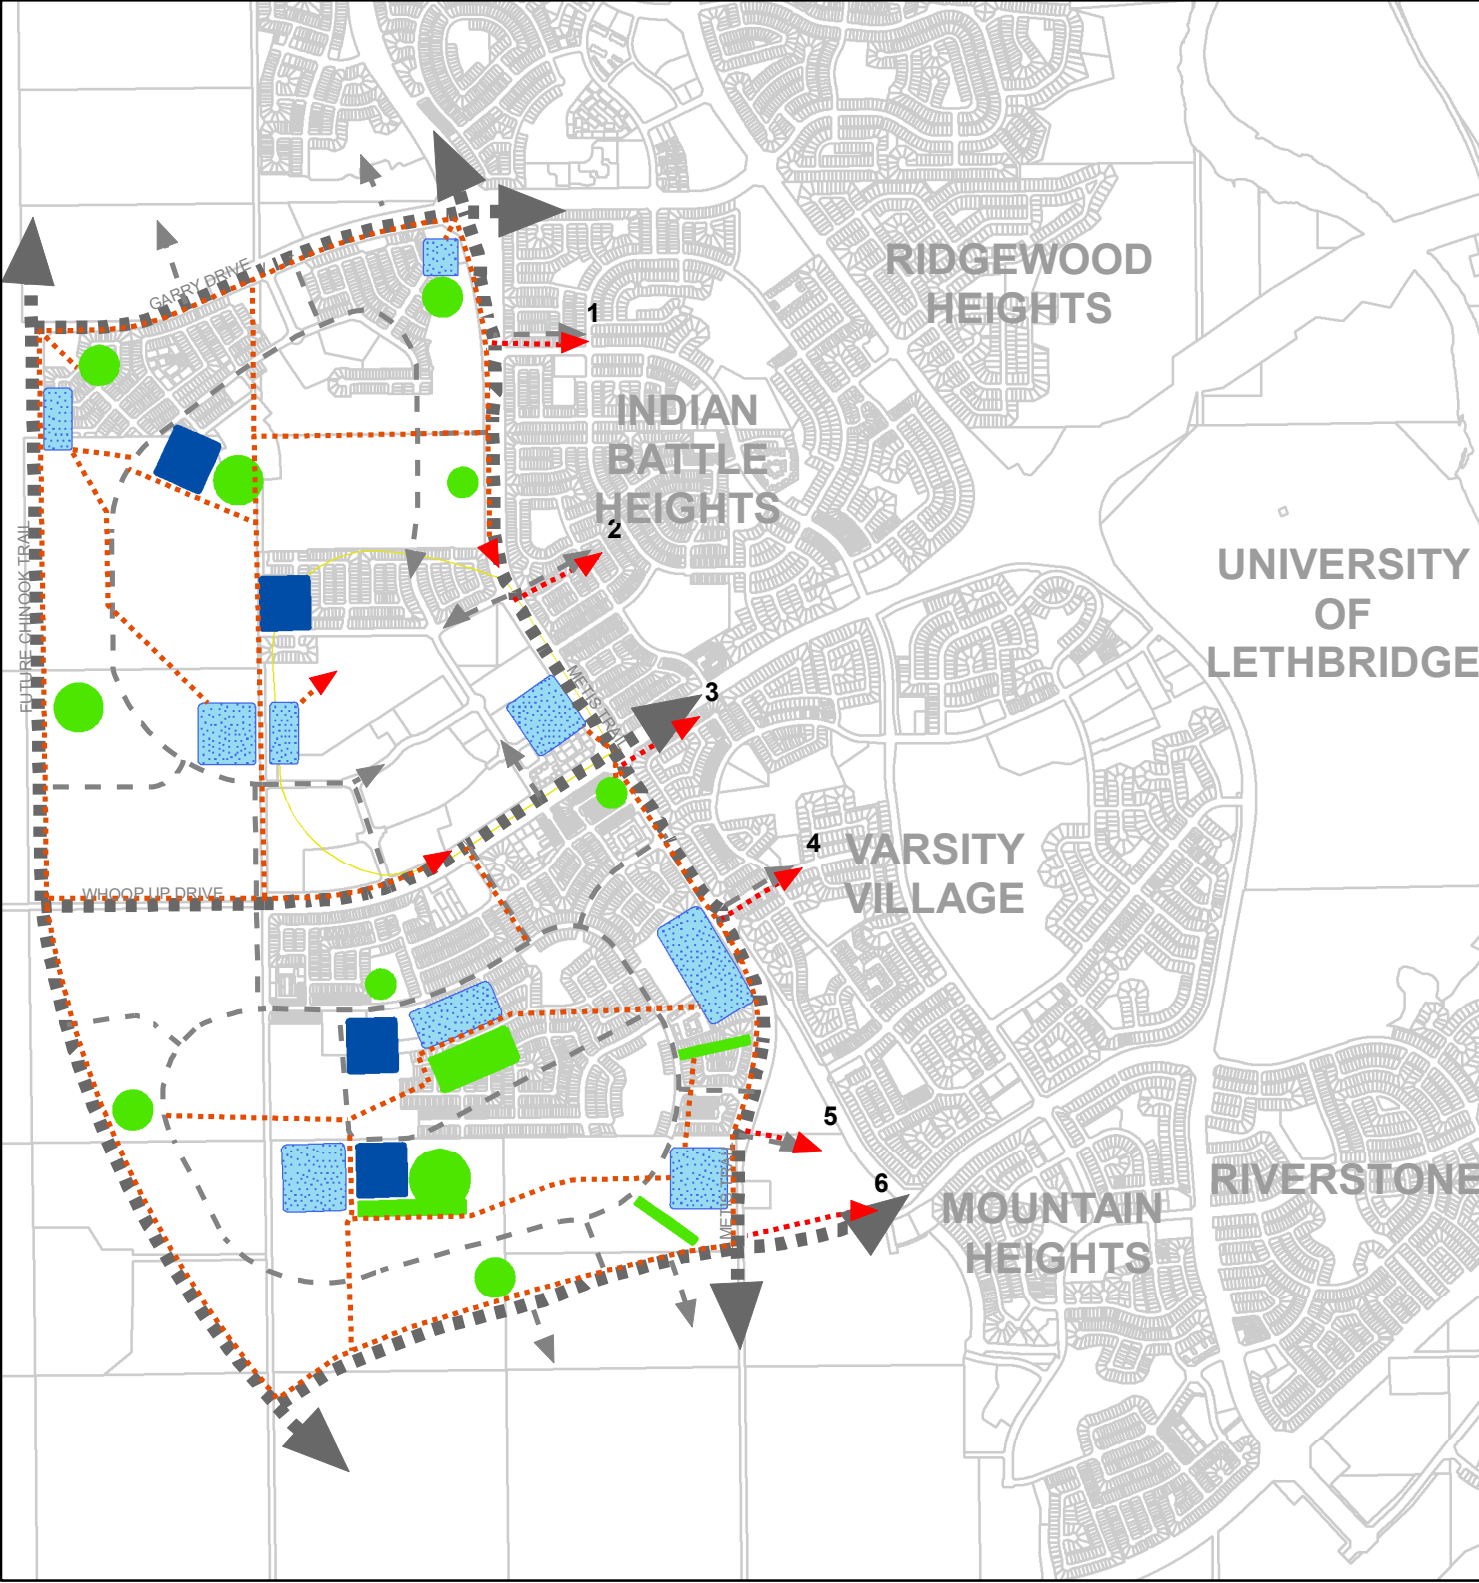 GARRY DRIVE
RIDGEWOOD
HEIGHTS
1
INDIAN
BATTLE
HEIGHTS
2
FUTURE CHINOOK TRAIL
UNIVERSITY
OF
LETHBRIDGE
METIS TRAIL
3
4
VARSITY
VILLAGE
WHOOP UP DRIVE
5
METIS TRAIL
6
MOUNTAIN
HEIGHTS
RIVERSTONE